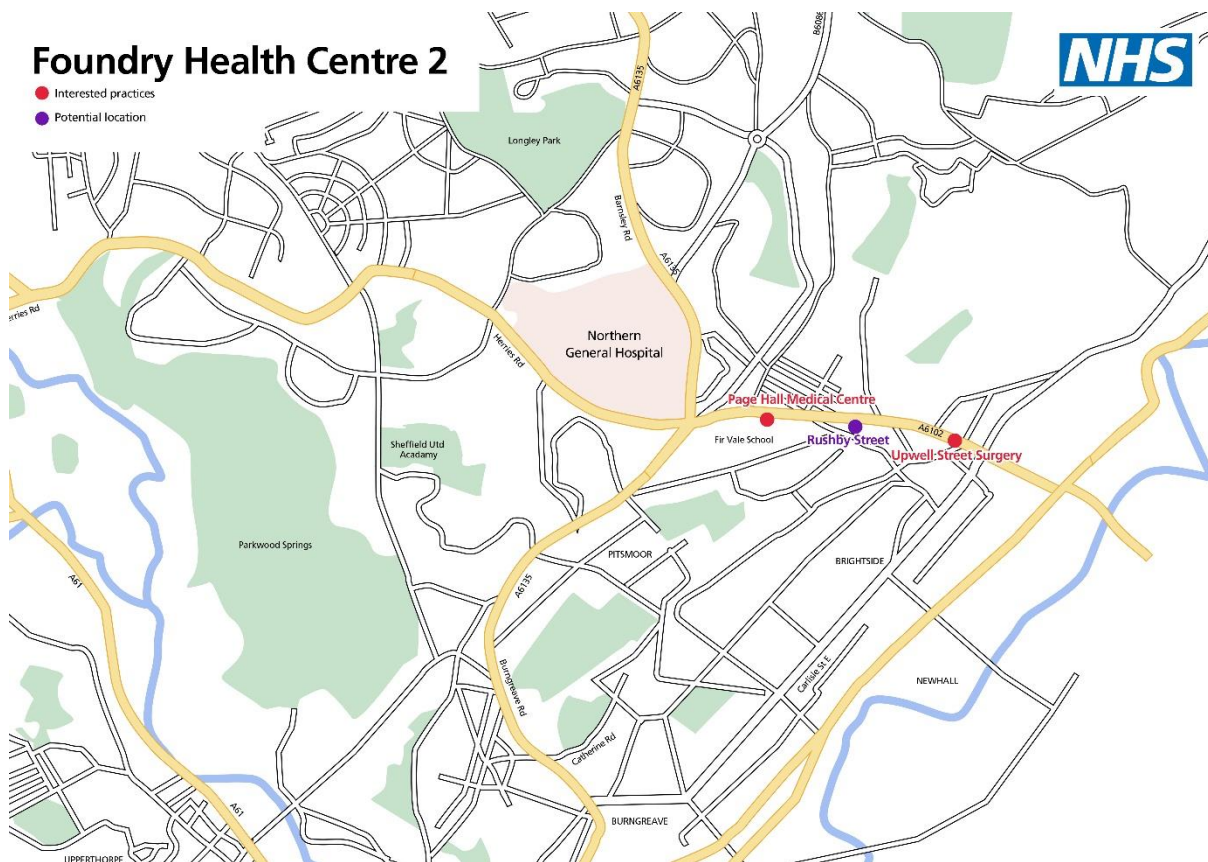 Foundry Health Centre 2
Interested practices
Potential location
NHS
B6086
A6135
Longley Park
Barnsley Rd
A6135
Herries Rd
Northern
General Hospital
Herries Rd
Page Hall Medical Centre
A6102
Fir Vale School
Rushby Street
Upwell Street Surgery
Sheffield Utd
Acadamy
Parkwood Springs
PITSMOOR
BRIGHTSIDE
A61
A6135
Burngreave Rd
Carlisle St E
NEWHALL
Catherine Rd
A61
BURNGREAVE
UPPERTHORPE